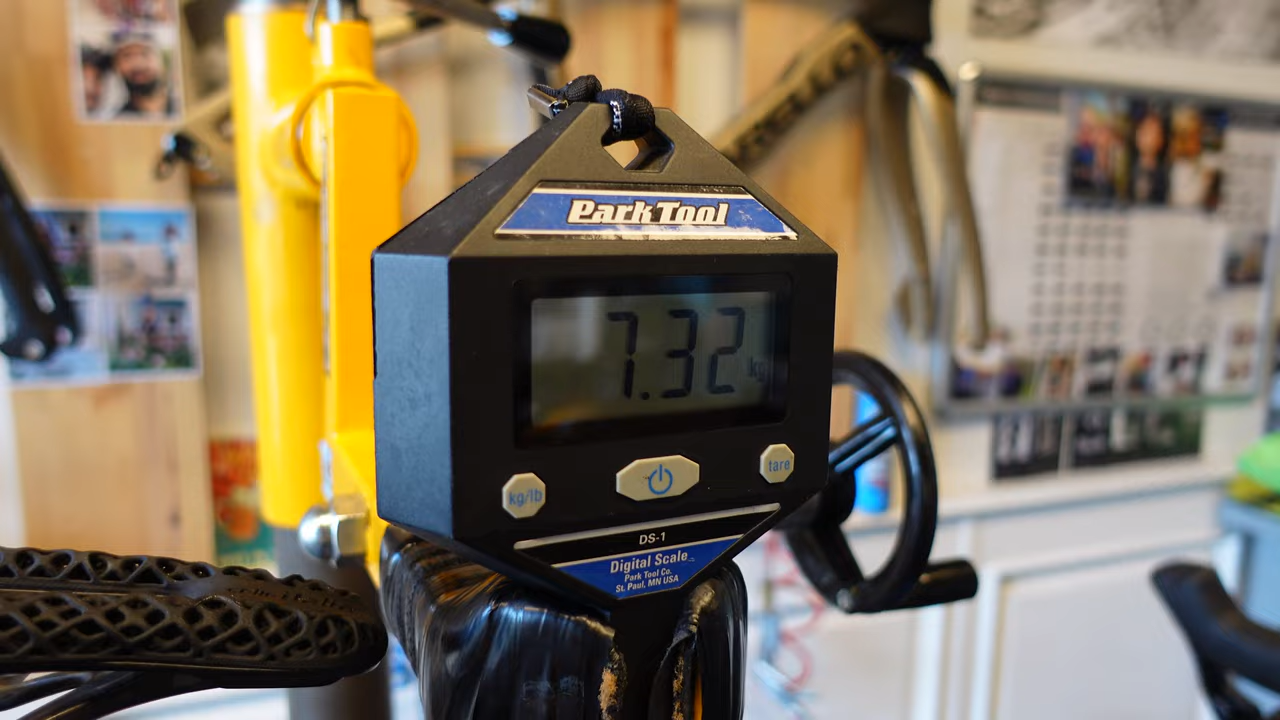 Park Tool
7.32 kg
kg/lb
tare
DS-1
Digital Scale
Park Tool Co.
St. Paul, MN USA